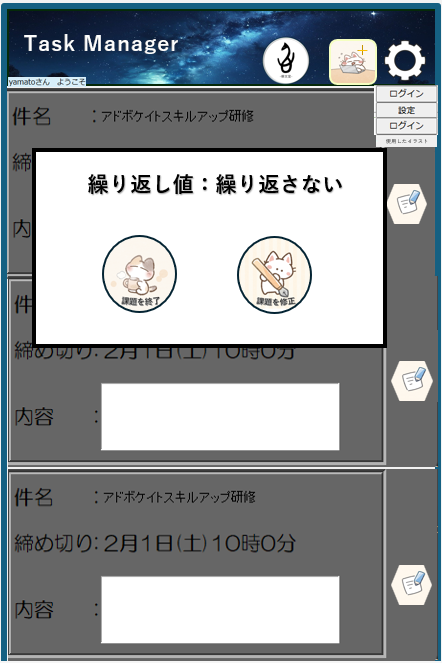 Task Manager
yamatoさん　ようこそ
ログイン
設定
ログイン
使用したイラスト
件名　：アドボケイトスキルアップ研修
締
内
繰り返し値：繰り返さない
課題を終了
課題を修正
件
締め切り：2月1日(土)10時0分
内容　：
件名　：アドボケイトスキルアップ研修
締め切り：2月1日(土)10時0分
内容　：